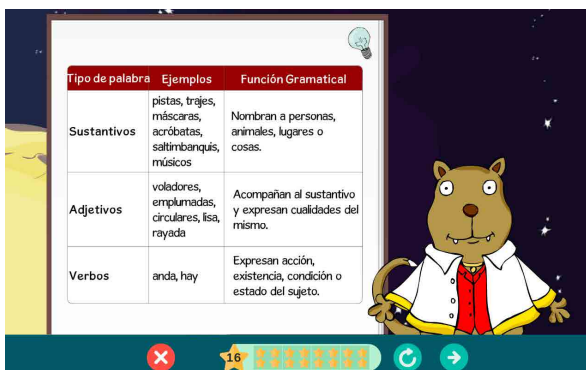 Tipo de palabra Ejemplos Función Gramatical
Sustantivos
pistas, trajes,
máscaras,
acróbatas,
saltimbanquis,
músicos
Nombran a personas,
animales, lugares o
cosas.
Adjetivos
voladores,
emplumadas,
circulares, lisa,
rayada
Acompañan al sustantivo
y expresan cualidades del
mismo.
Verbos
anda, hay
Expresan acción,
existencia, condición o
estado del sujeto.
16